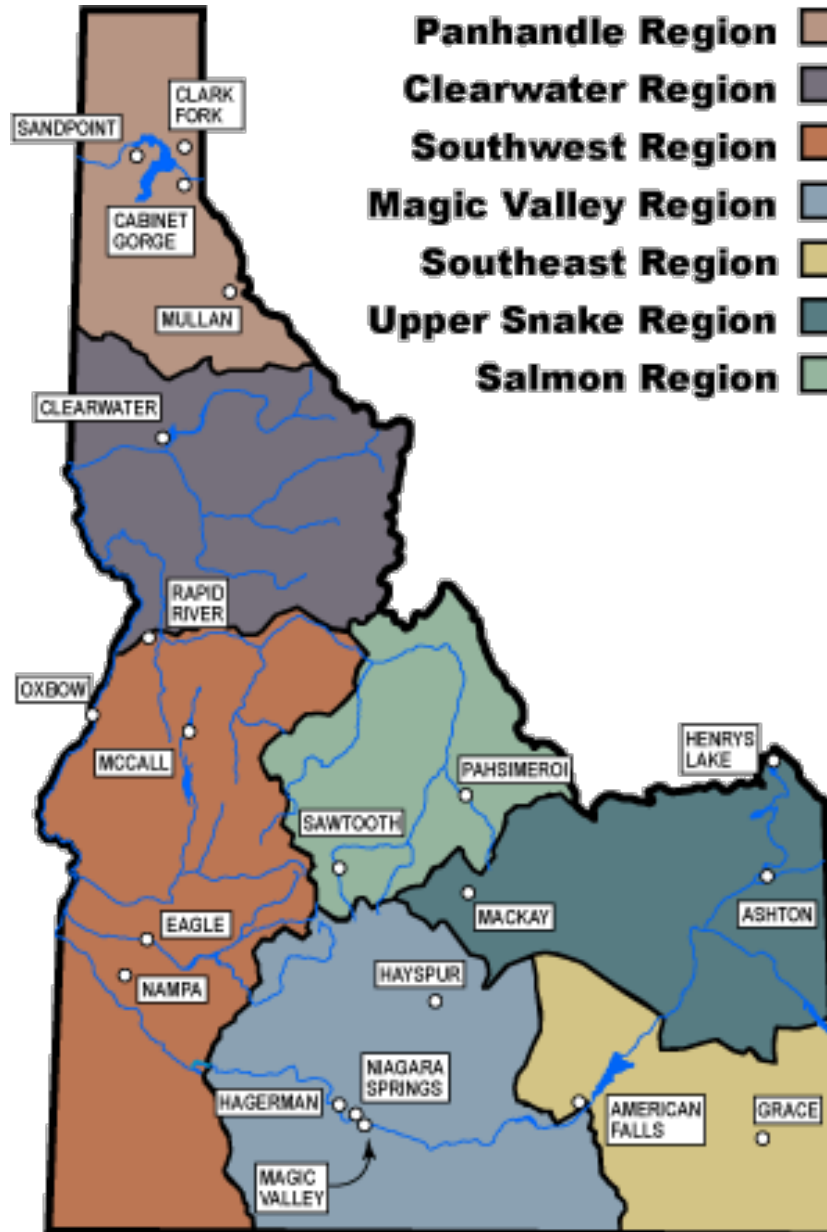 Panhandle Region
Clearwater Region
Southwest Region
Magic Valley Region
Southeast Region
Upper Snake Region
Salmon Region
CLARK
FORK
SANDPOINT
CABINET
GORGE
MULLAN
CLEARWATER
RAPID
RIVER
OXBOW
MCCALL
HENRYS
LAKE
PAHSIMEROI
SAWTOOTH
MACKAY
ASHTON
EAGLE
NAMPA
HAYSPUR
NIAGARA
SPRINGS
HAGERMAN
AMERICAN
FALLS
GRACE
MAGIC
VALLEY